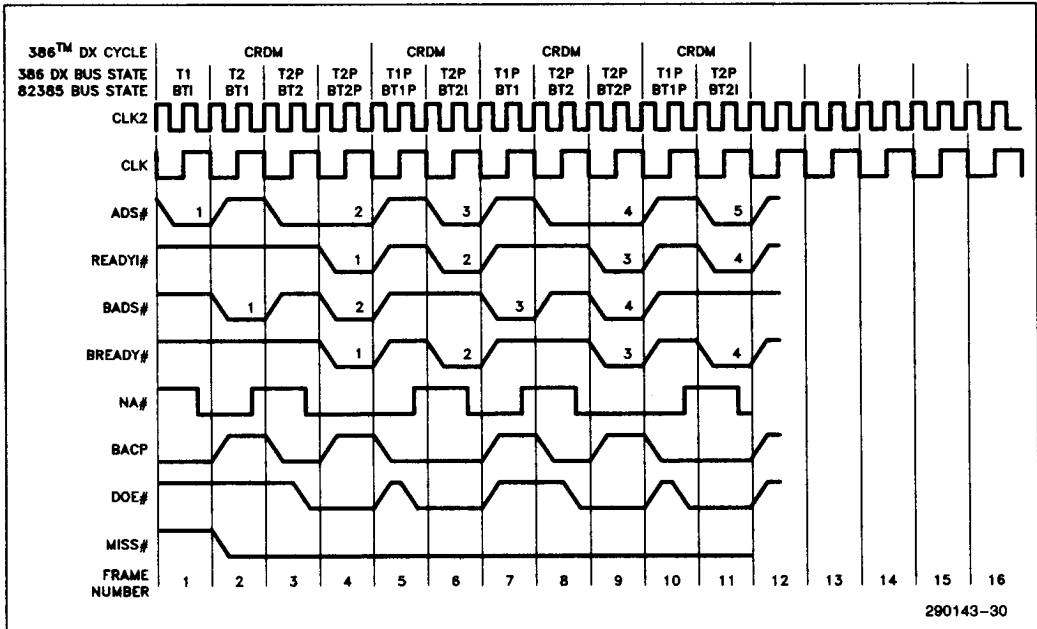 386TM DX CYCLE CRDM CRDM CRDM CRDM
386 DX BUS STATE T1 T2 T2P T2P T1P T2P T1P T2P T2P T1P T2P
82385 BUS STATE BTI BT1 BT2 BT2P BT1P BT2I BT1 BT2 BT2P BT1P BT2I
CLK2
CLK
ADS# 1 2 3 4 5
READYI# 1 2 3 4
BADS# 1 2 3 4
BREADY# 1 2 3 4
NA#
BACP
DOE#
MISS#
FRAME NUMBER 1 2 3 4 5 6 7 8 9 10 11 12 13 14 15 16
290143-30